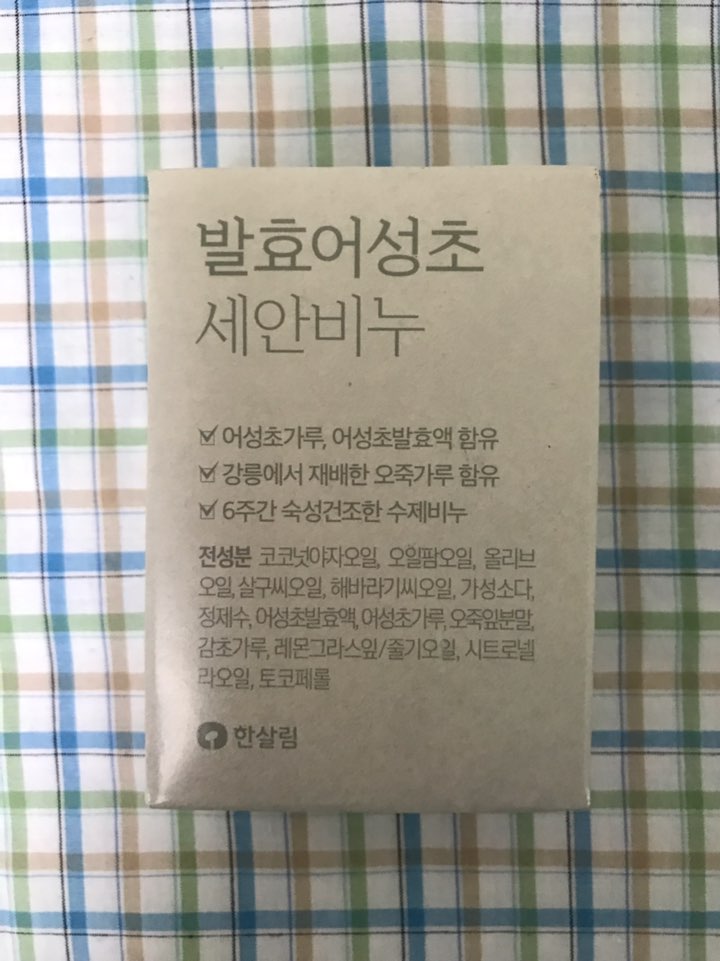 발효어성초
세안비누
어성초가루, 어성초발효액 함유
강릉에서 재배한 오죽가루 함유
6주간 숙성건조한 수제비누
전성분 코코넛야자오일, 오일팜오일, 올리브
오일, 살구씨오일, 해바라기씨오일, 가성소다,
정제수, 어성초발효액, 어성초가루, 오죽잎분말,
감초가루, 레몬그라스잎/줄기오일, 시트로넬
라오일, 토코페롤
한살림